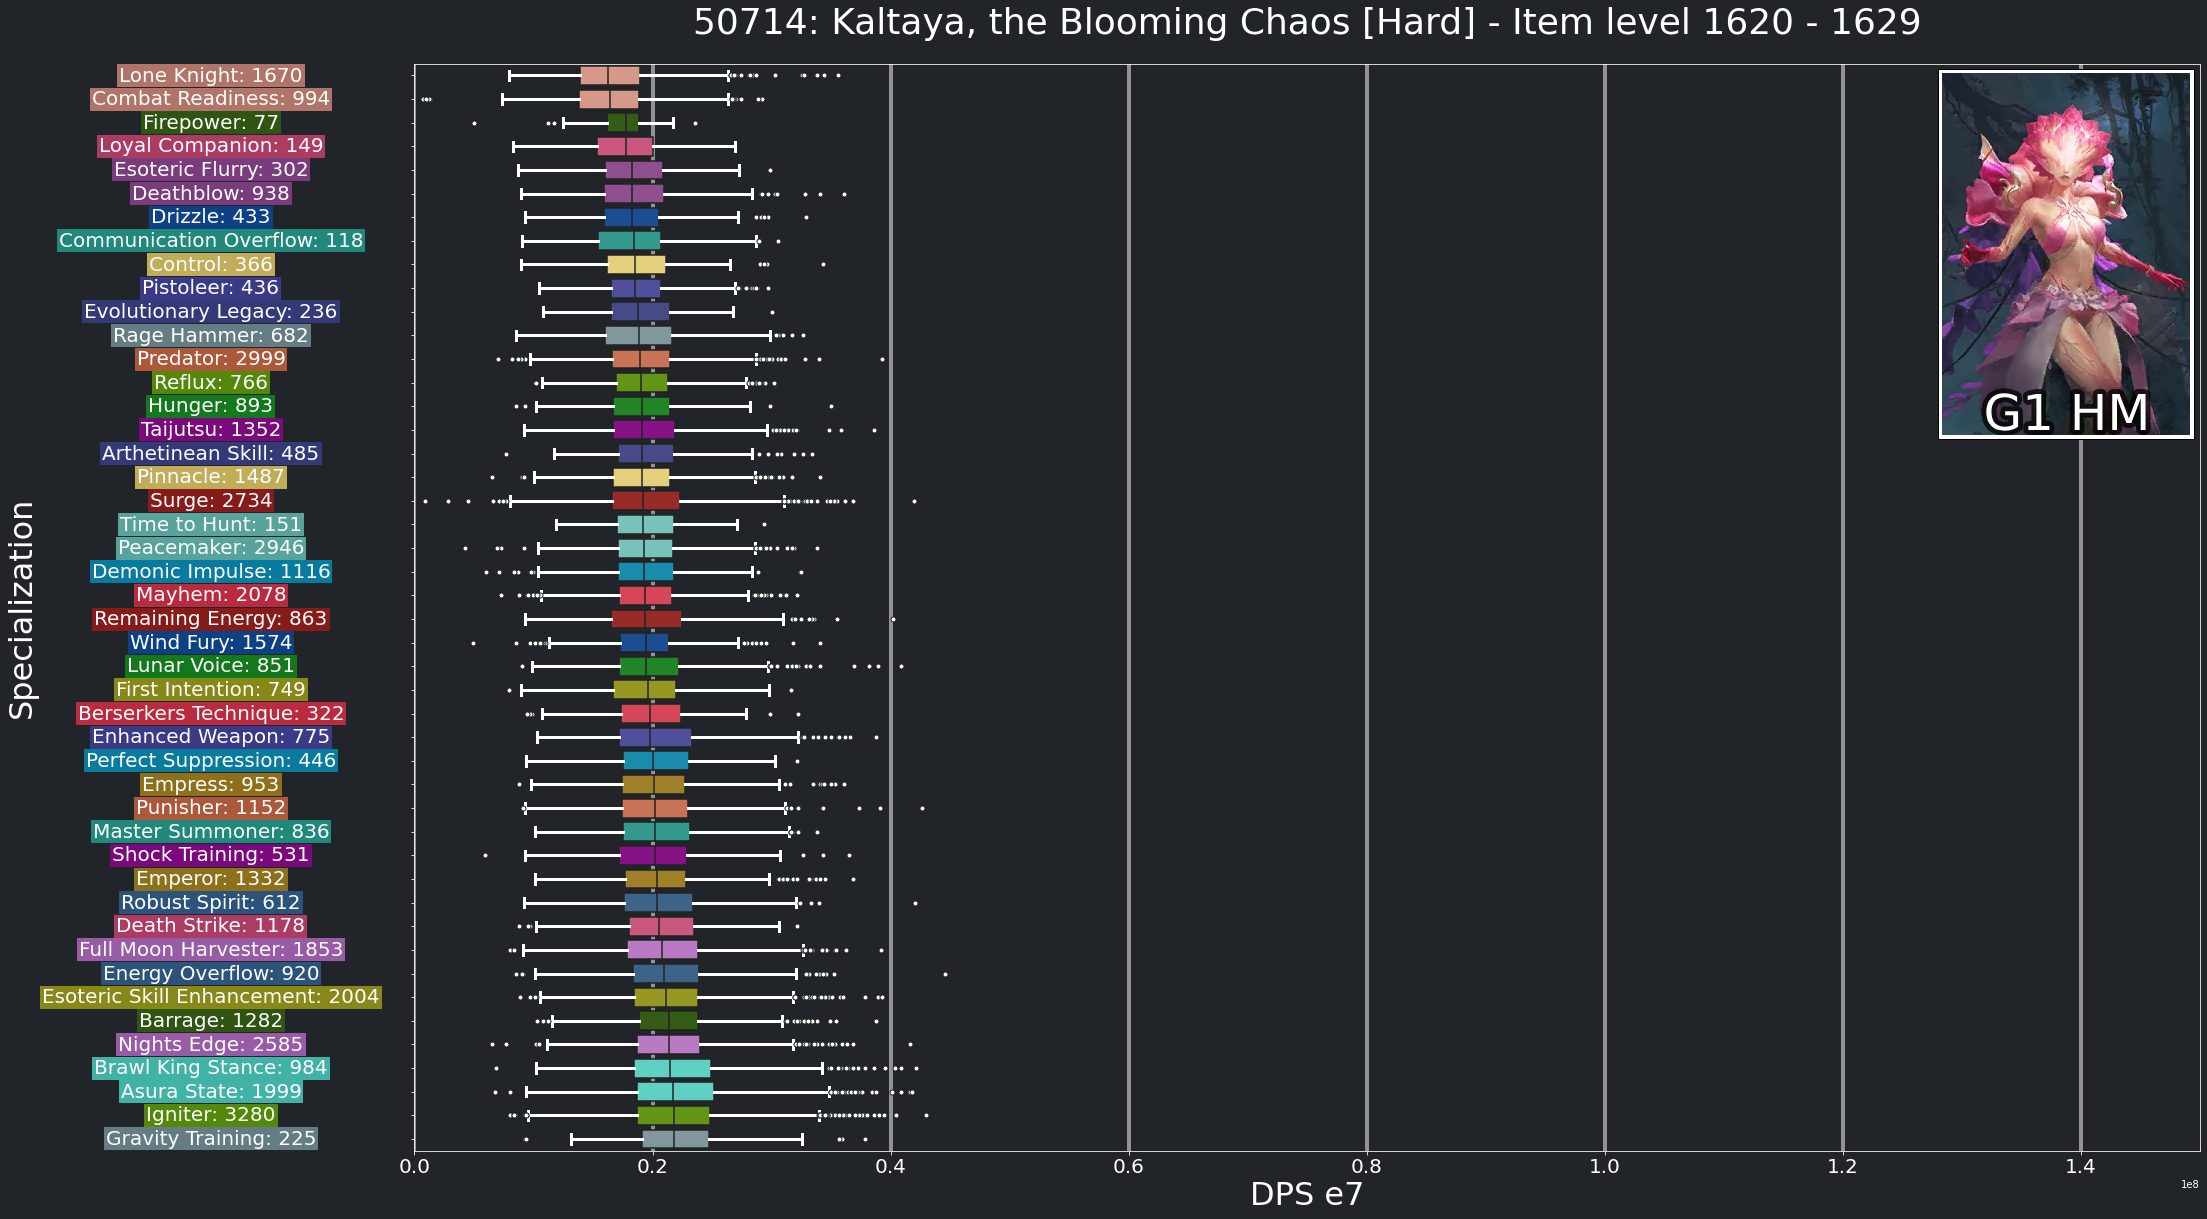 50714: Kaltaya, the Blooming Chaos [Hard] - Item level 1620 - 1629
Specialization
Lone Knight: 1670
Combat Readiness: 994
Firepower: 77
Loyal Companion: 149
Esoteric Flurry: 302
Deathblow: 938
Drizzle: 433
Communication Overflow: 118
Control: 366
Pistoleer: 436
Evolutionary Legacy: 236
Rage Hammer: 682
Predator: 2999
Reflux: 766
Hunger: 893
Taijutsu: 1352
Arthetinean Skill: 485
Pinnacle: 1487
Surge: 2734
Time to Hunt: 151
Peacemaker: 2946
Demonic Impulse: 1116
Mayhem: 2078
Remaining Energy: 863
Wind Fury: 1574
Lunar Voice: 851
First Intention: 749
Berserkers Technique: 322
Enhanced Weapon: 775
Perfect Suppression: 446
Empress: 953
Punisher: 1152
Master Summoner: 836
Shock Training: 531
Emperor: 1332
Robust Spirit: 612
Death Strike: 1178
Full Moon Harvester: 1853
Energy Overflow: 920
Esoteric Skill Enhancement: 2004
Barrage: 1282
Nights Edge: 2585
Brawl King Stance: 984
Asura State: 1999
Igniter: 3280
Gravity Training: 225
G1 HM
0.0 0.2 0.4 0.6 0.8 1.0 1.2 1.4
1e8
DPS e7